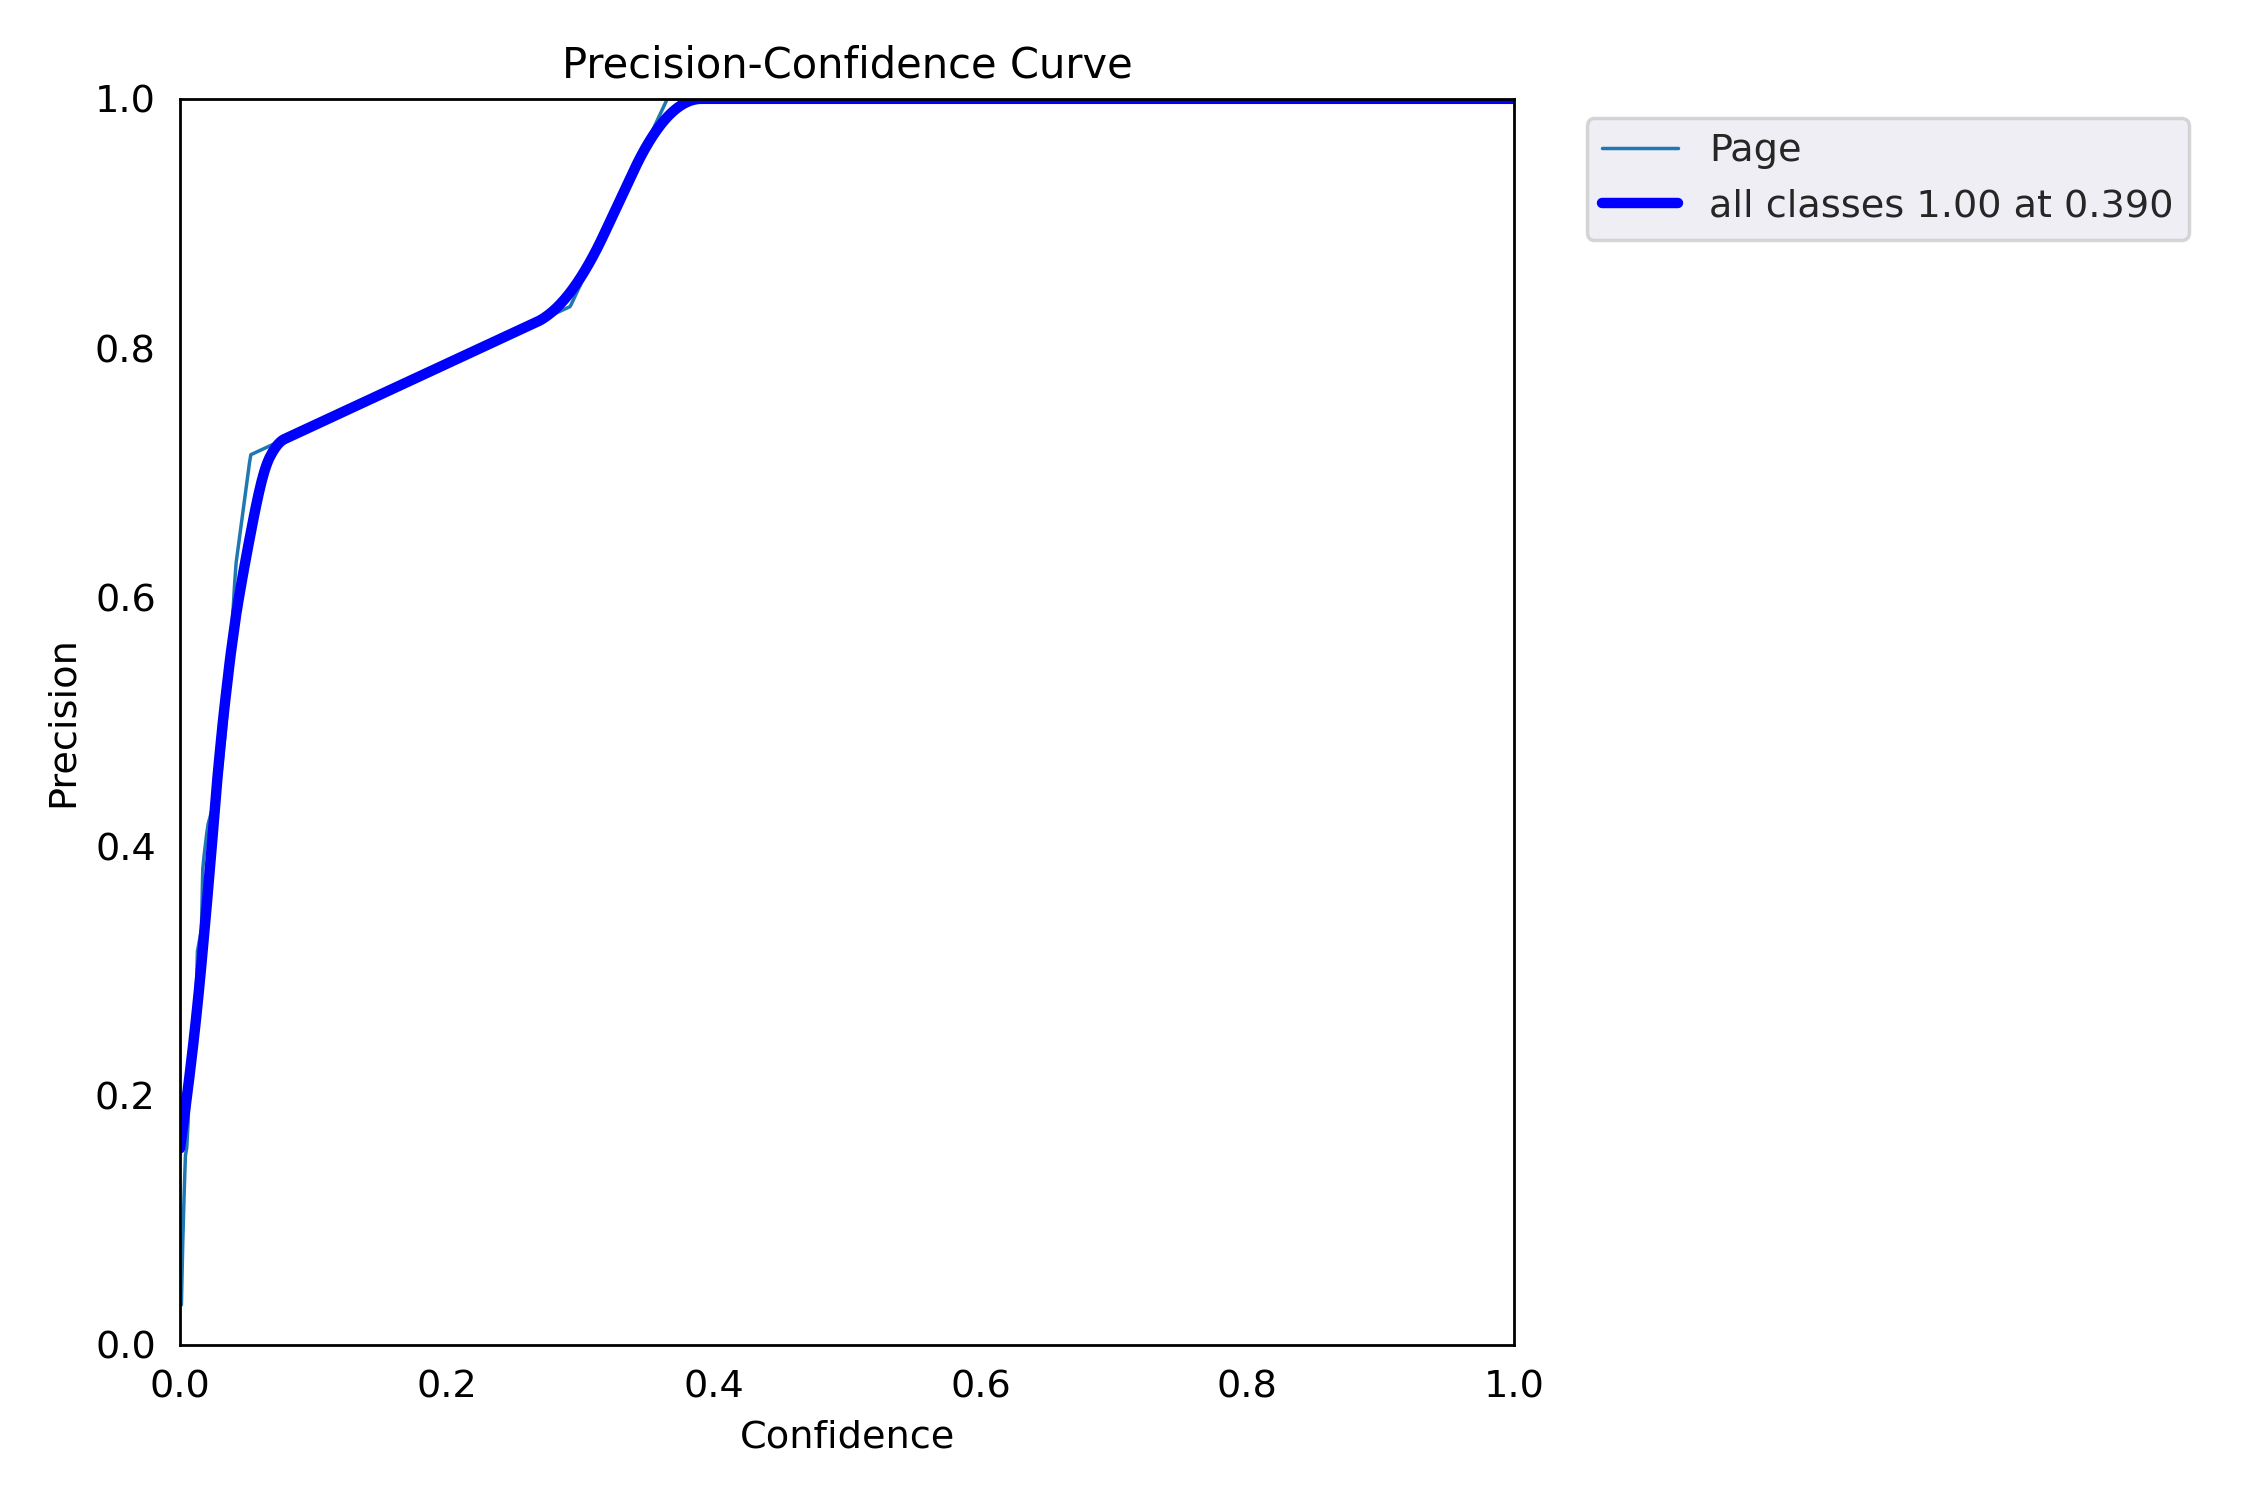 Precision-Confidence Curve
1.0
0.8
0.6
0.4
0.2
0.0
Precision
0.0 0.2 0.4 0.6 0.8 1.0
Confidence
Page
all classes 1.00 at 0.390